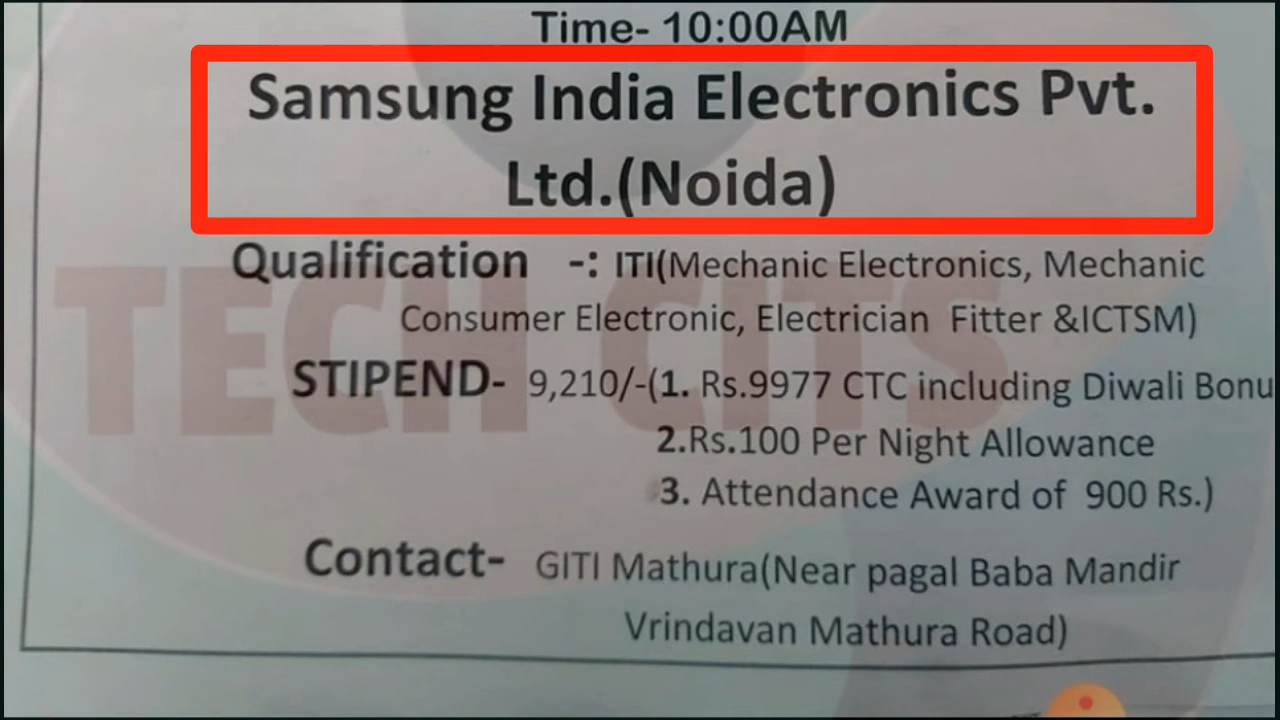 Time- 10:00AM
Samsung India Electronics Pvt.
Ltd.(Noida)
Qualification -: ITI(Mechanic Electronics, Mechanic
Consumer Electronic, Electrician Fitter &ICTSM)
STIPEND- 9,210/-(1. Rs.9977 CTC including Diwali Bonu
2.Rs.100 Per Night Allowance
3. Attendance Award of 900 Rs.)
Contact- GITI Mathura(Near pagal Baba Mandir
Vrindavan Mathura Road)
TECH CITS